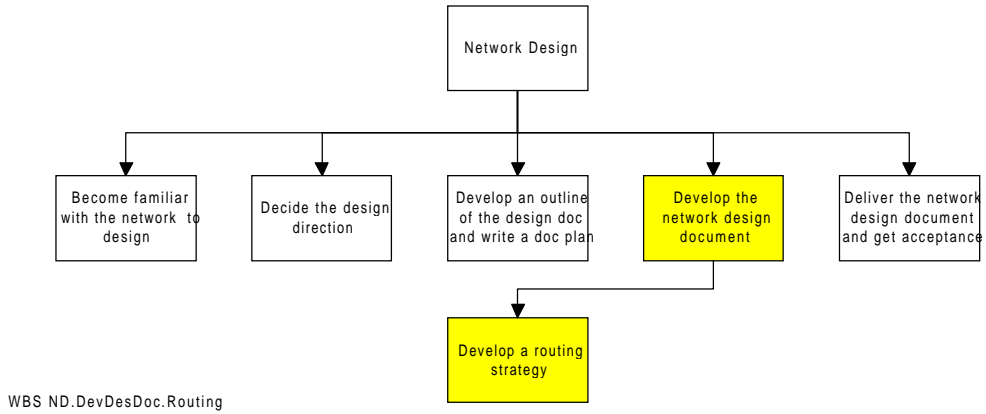 Network Design
Become familiar
with the network to
design
Decide the design
direction
Develop an outline
of the design doc
and write a doc plan
Develop the
network design
document
Deliver the network
design document
and get acceptance
Develop a routing
strategy
WBS ND.DevDesDoc.Routing